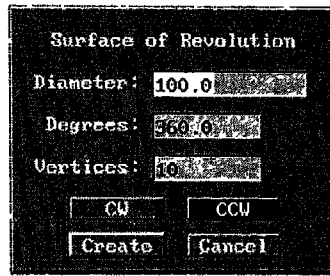 Surface of Revolution
Diameter: 100.0
Degrees: 360.0
Vertices: 10
CW CCW
Create Cancel